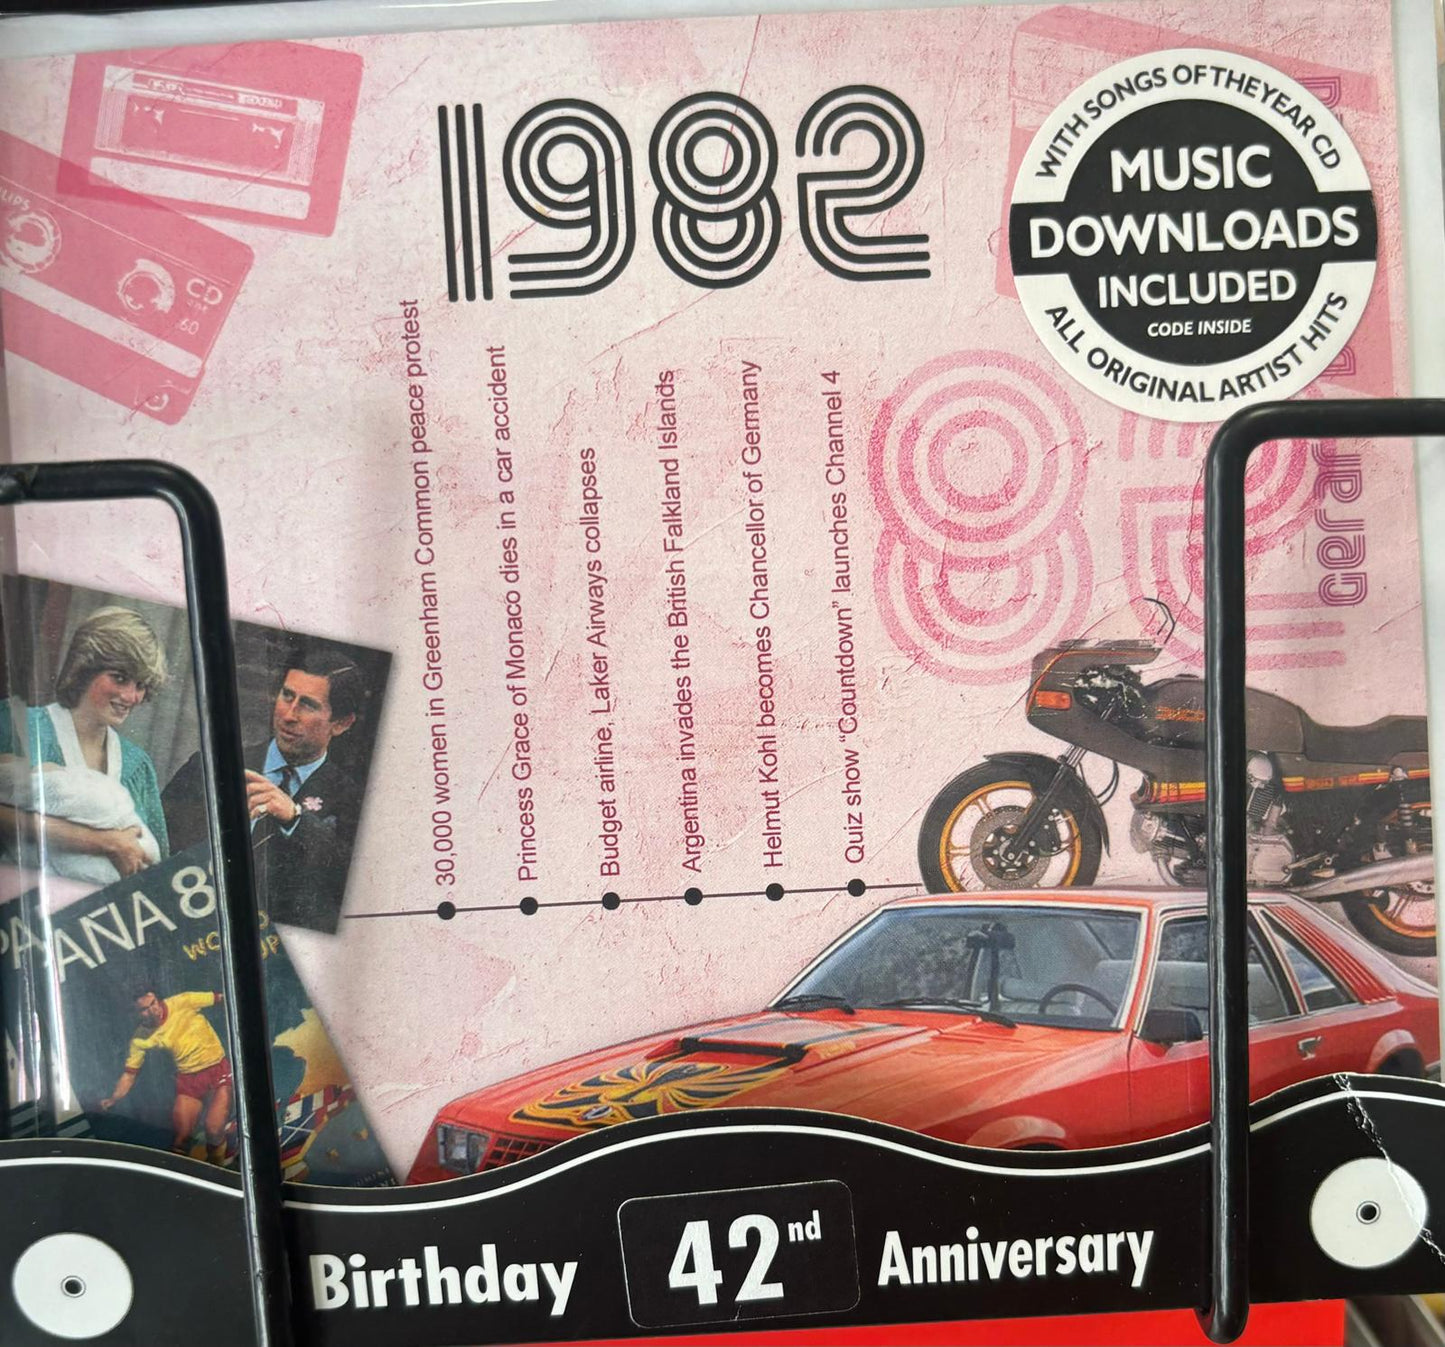 1982
WITH SONGS OF THE YEAR CD
MUSIC
DOWNLOADS
INCLUDED
CODE INSIDE
ALL ORIGINAL ARTIST HITS
CD
60
82
30,000 women in Greenham Common peace protest
Princess Grace of Monaco dies in a car accident
Budget airline, Laker Airways collapses
Argentina invades the British Falkland Islands
Helmut Kohl becomes Chancellor of Germany
Quiz show "Countdown" launches Channel 4
Birthday 42nd Anniversary